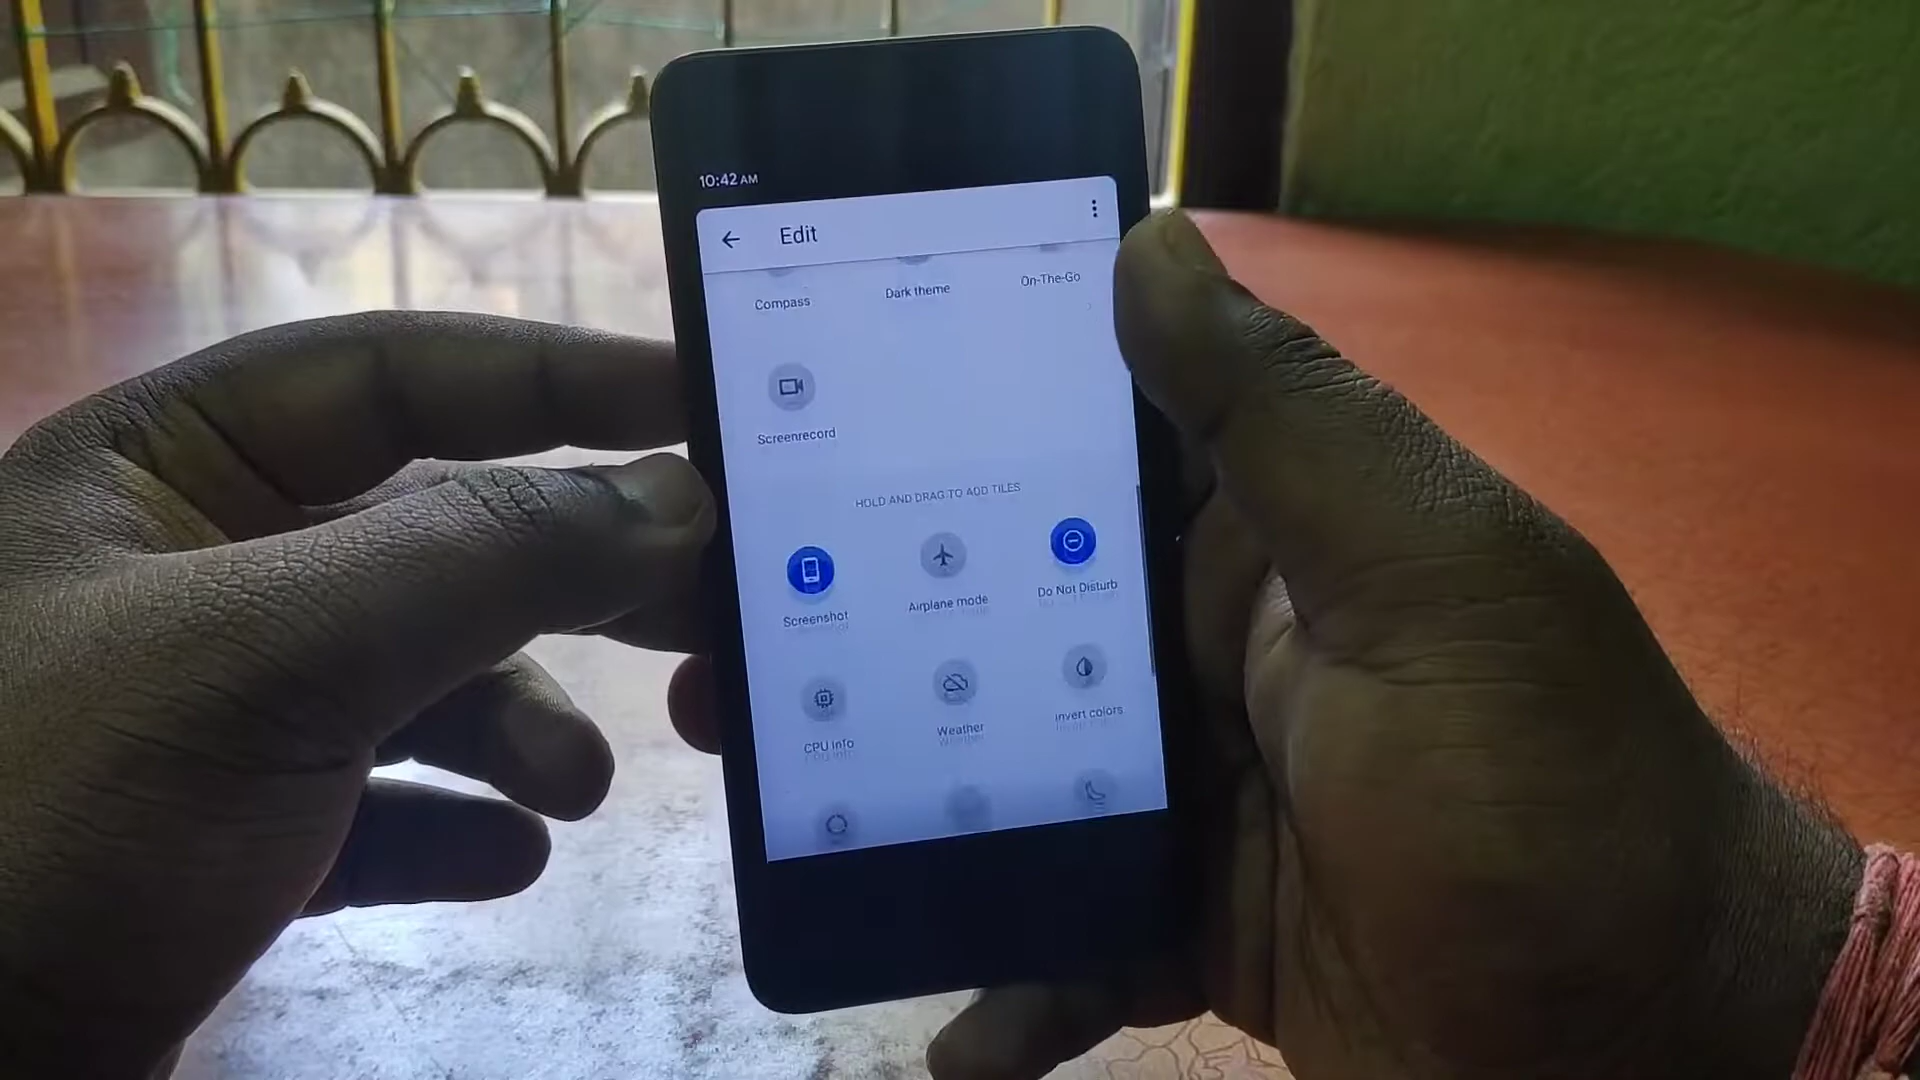 10:42 AM
Edit
Compass
Dark theme
On-The-Go
Screenrecord
HOLD AND DRAG TO ADD TILES
Screenshot
Airplane mode
Do Not Disturb
CPU Info
Weather
Invert colors